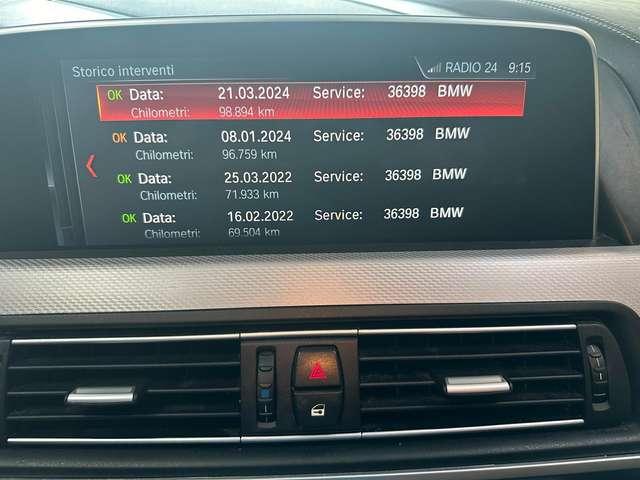 Storico interventi RADIO 24 9:15
OK Data: 21.03.2024 Service: 36398 BMW
Chilometri: 98.894 km
OK Data: 08.01.2024 Service: 36398 BMW
Chilometri: 96.759 km
OK Data: 25.03.2022 Service: 36398 BMW
Chilometri: 71.933 km
OK Data: 16.02.2022 Service: 36398 BMW
Chilometri: 69.504 km